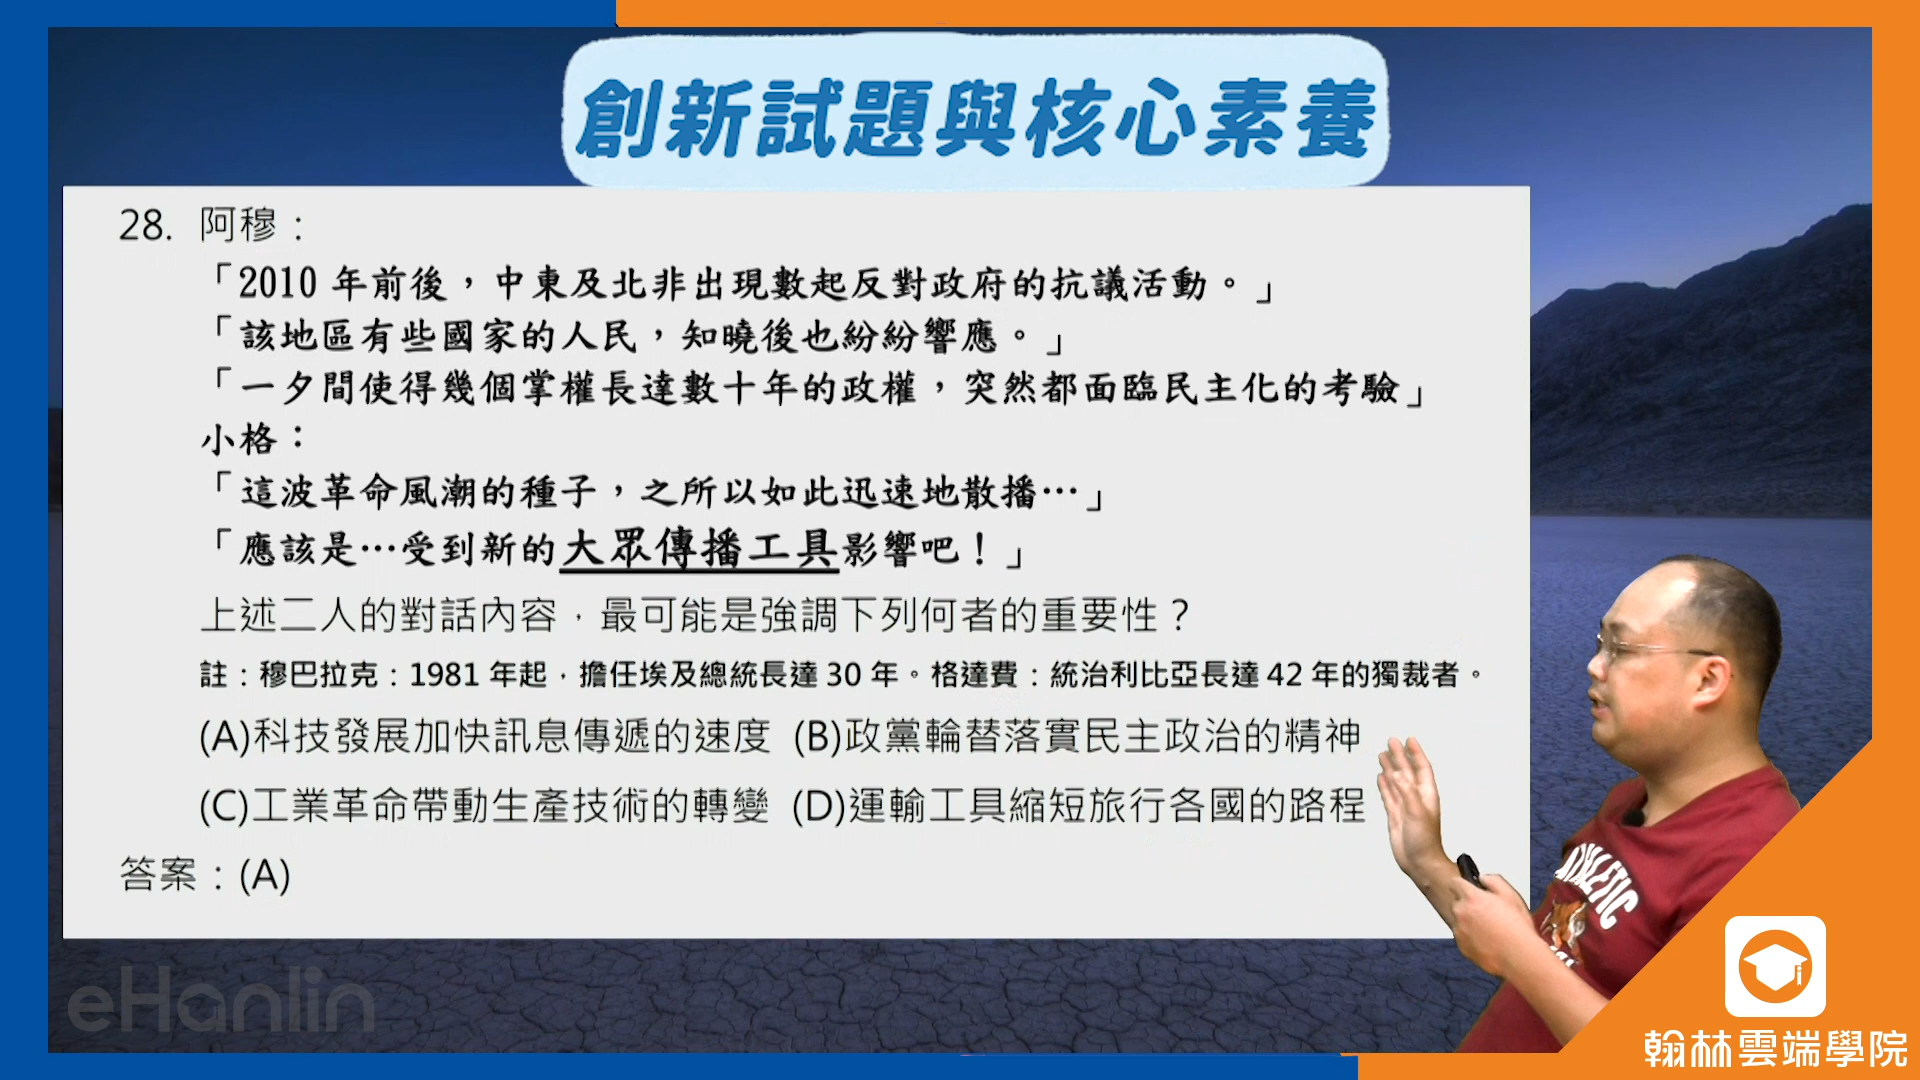 創新試題與核心素養
28. 阿穆：
「2010 年前後，中東及北非出現數起反對政府的抗議活動。」
「該地區有些國家的人民，知曉後也紛紛響應。」
「一夕間使得幾個掌權長達數十年的政權，突然都面臨民主化的考驗」
小格：
「這波革命風潮的種子，之所以如此迅速地散播…」
「應該是…受到新的大眾傳播工具影響吧！」
上述二人的對話內容，最可能是強調下列何者的重要性？
註：穆巴拉克：1981 年起，擔任埃及總統長達 30 年。格達費：統治利比亞長達 42 年的獨裁者。
(A)科技發展加快訊息傳遞的速度 (B)政黨輪替落實民主政治的精神
(C)工業革命帶動生產技術的轉變 (D)運輸工具縮短旅行各國的路程
答案：(A)
ATHLETIC
eHanlin
翰林雲端學院